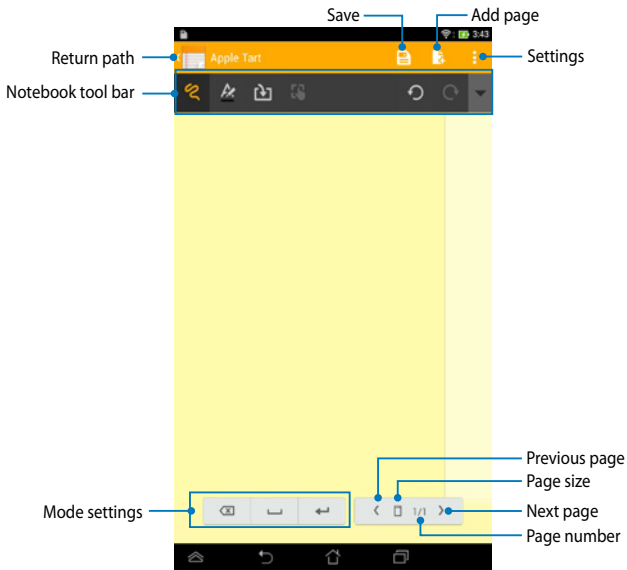 Save
Add page
3:43
Return path
Apple Tart
Settings
Notebook tool bar
Previous page
Page size
Mode settings
1/1
Next page
Page number